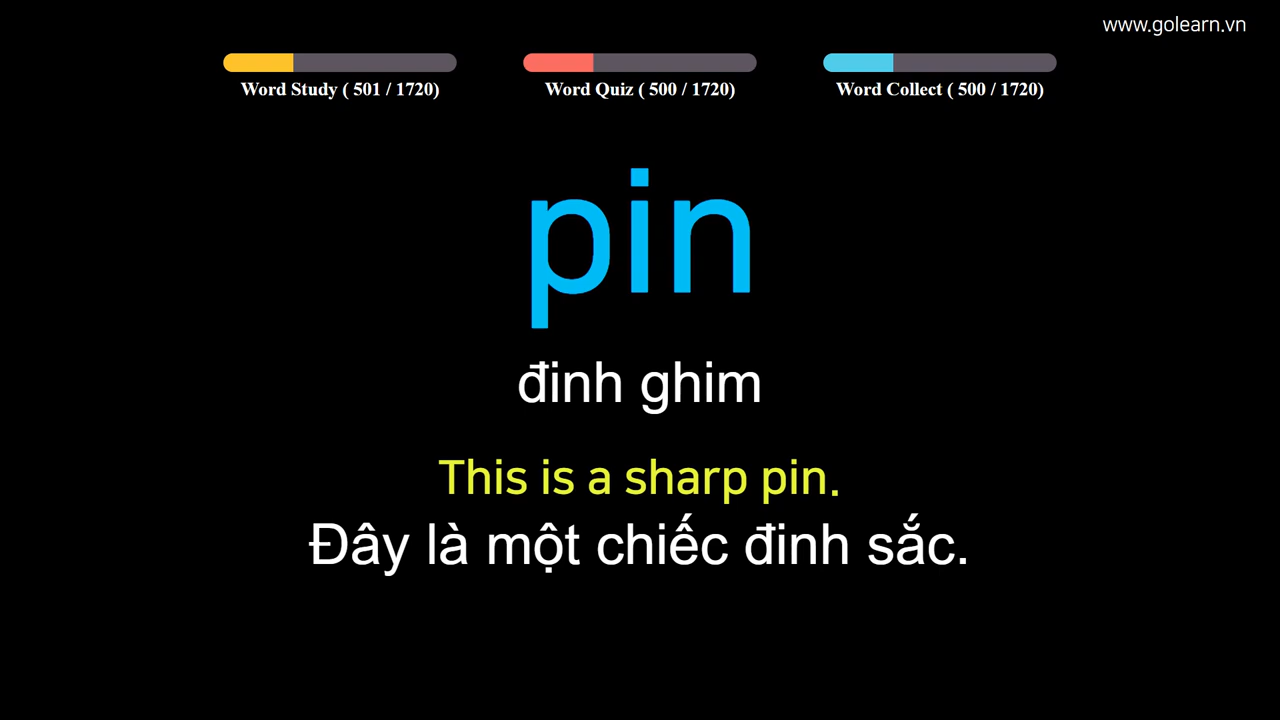 www.golearn.vn
Word Study ( 501 / 1720)
Word Quiz ( 500 / 1720)
Word Collect ( 500 / 1720)
pin
đinh ghim
This is a sharp pin.
Đây là một chiếc đinh sắc.